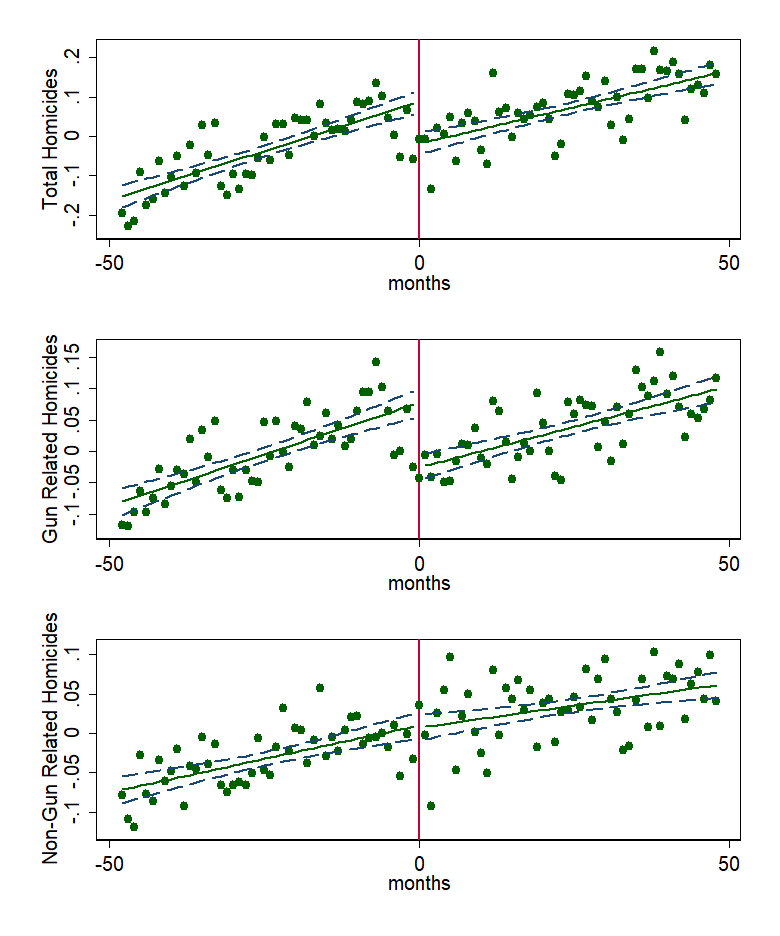 Total Homicides
-.2 -.1 0 .1 .2
-50 0 50
months
Gun Related Homicides
-.1 -.05 0 .05 .1 .15
-50 0 50
months
Non-Gun Related Homicides
-.1 -.05 0 .05 .1
-50 0 50
months